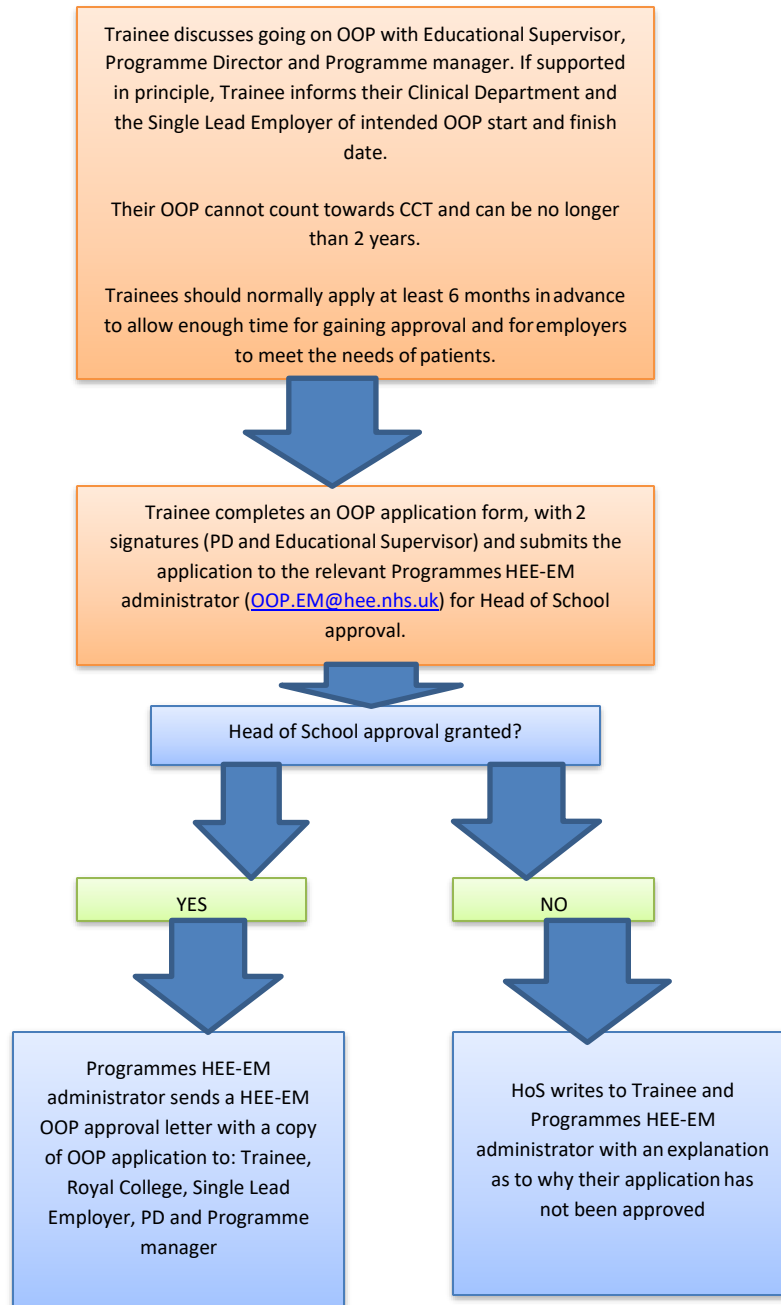 Trainee discusses going on OOP with Educational Supervisor,
Programme Director and Programme manager. If supported
in principle, Trainee informs their Clinical Department and
the Single Lead Employer of intended OOP start and finish
date.
Their OOP cannot count towards CCT and can be no longer
than 2 years.
Trainees should normally apply at least 6 months in advance
to allow enough time for gaining approval and for employers
to meet the needs of patients.
Trainee completes an OOP application form, with 2
signatures (PD and Educational Supervisor) and submits the
application to the relevant Programmes HEE-EM
administrator (OOP.EM@hee.nhs.uk) for Head of School
approval.
Head of School approval granted?
YES
NO
Programmes HEE-EM
administrator sends a HEE-EM
OOP approval letter with a copy
of OOP application to: Trainee,
Royal College, Single Lead
Employer, PD and Programme
manager
HoS writes to Trainee and
Programmes HEE-EM
administrator with an explanation
as to why their application has
not been approved